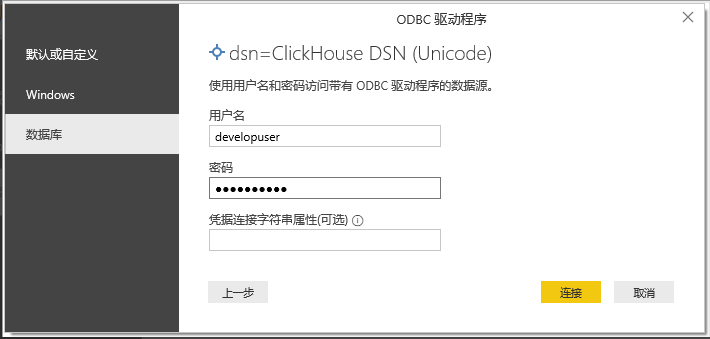 ODBC 驱动程序
默认或自定义
Windows
数据库
dsn=ClickHouse DSN (Unicode)
使用用户名和密码访问带有 ODBC 驱动程序的数据源。
用户名
developuser
密码
●●●●●●●●●●
凭据连接字符串属性(可选)
上一步
连接
取消